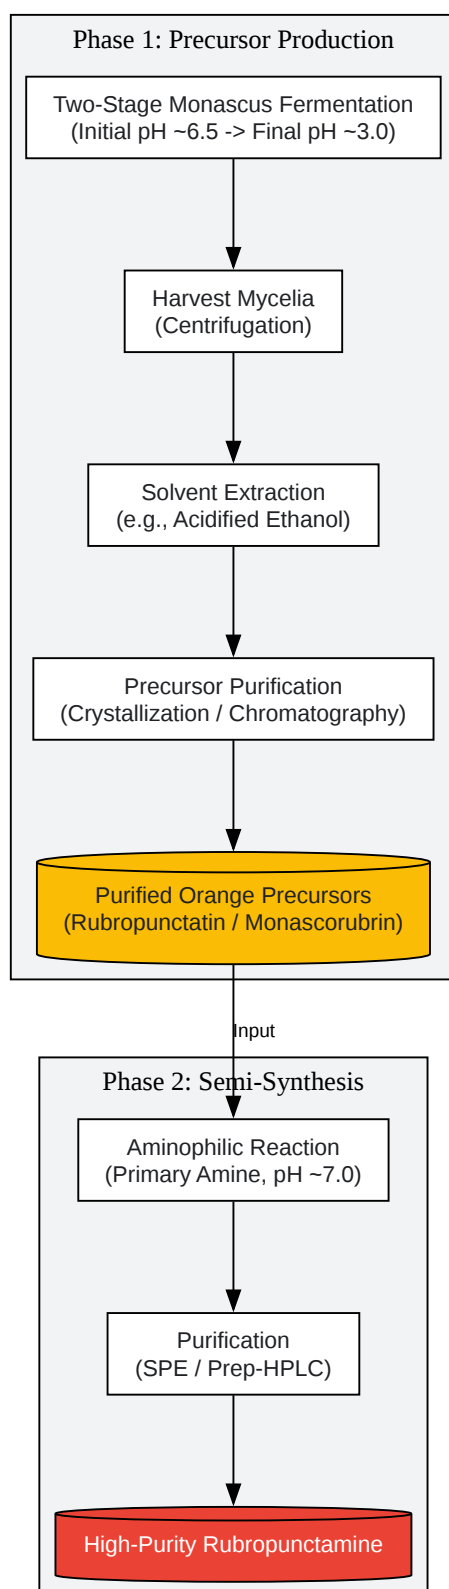 Phase 1: Precursor Production
Two-Stage Monascus Fermentation
(Initial pH ~6.5 -> Final pH ~3.0)
Harvest Mycelia
(Centrifugation)
Solvent Extraction
(e.g., Acidified Ethanol)
Precursor Purification
(Crystallization / Chromatography)
Purified Orange Precursors
(Rubropunctatin / Monascorubrin)
Input
Phase 2: Semi-Synthesis
Aminophilic Reaction
(Primary Amine, pH ~7.0)
Purification
(SPE / Prep-HPLC)
High-Purity Rubropunctamine